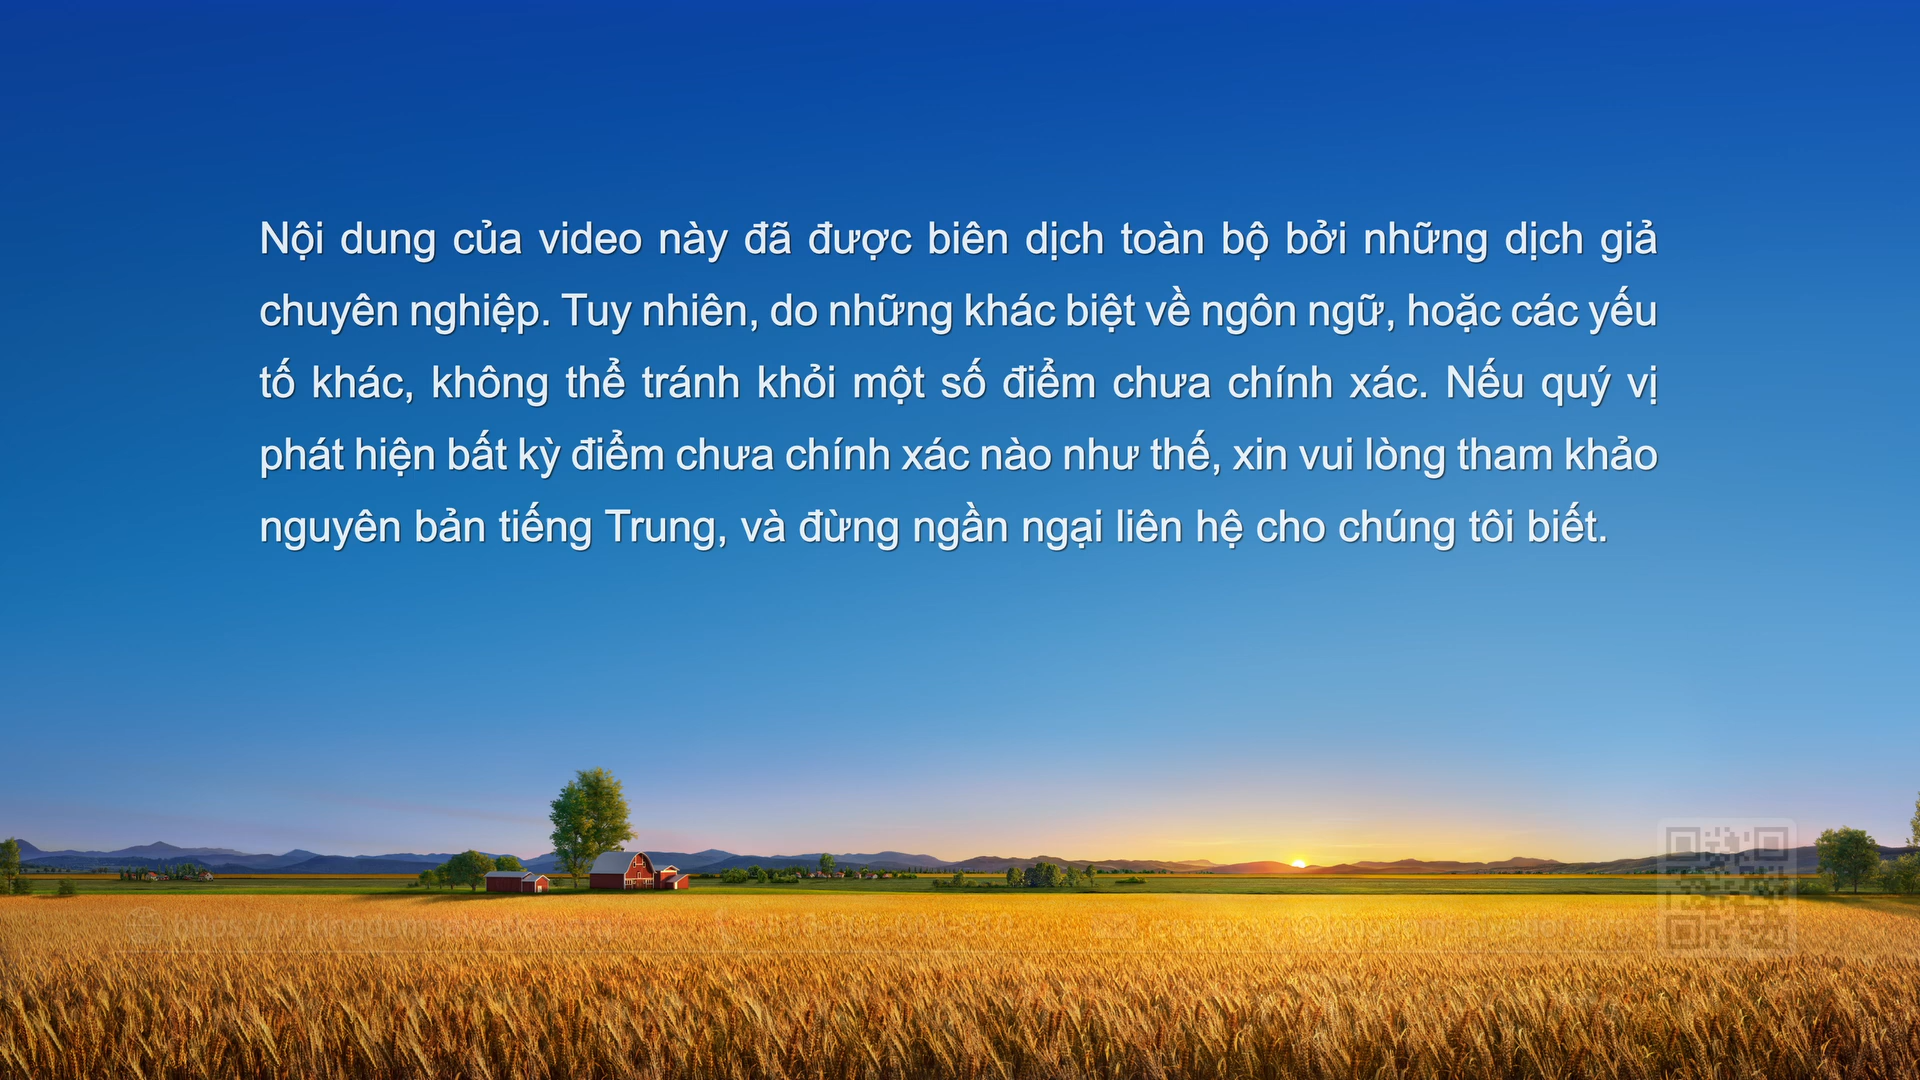 Nội dung của video này đã được biên dịch toàn bộ bởi những dịch giả
chuyên nghiệp. Tuy nhiên, do những khác biệt về ngôn ngữ, hoặc các yếu
tố khác, không thể tránh khỏi một số điểm chưa chính xác. Nếu quý vị
phát hiện bất kỳ điểm chưa chính xác nào như thế, xin vui lòng tham khảo
nguyên bản tiếng Trung, và đừng ngần ngại liên hệ cho chúng tôi biết.